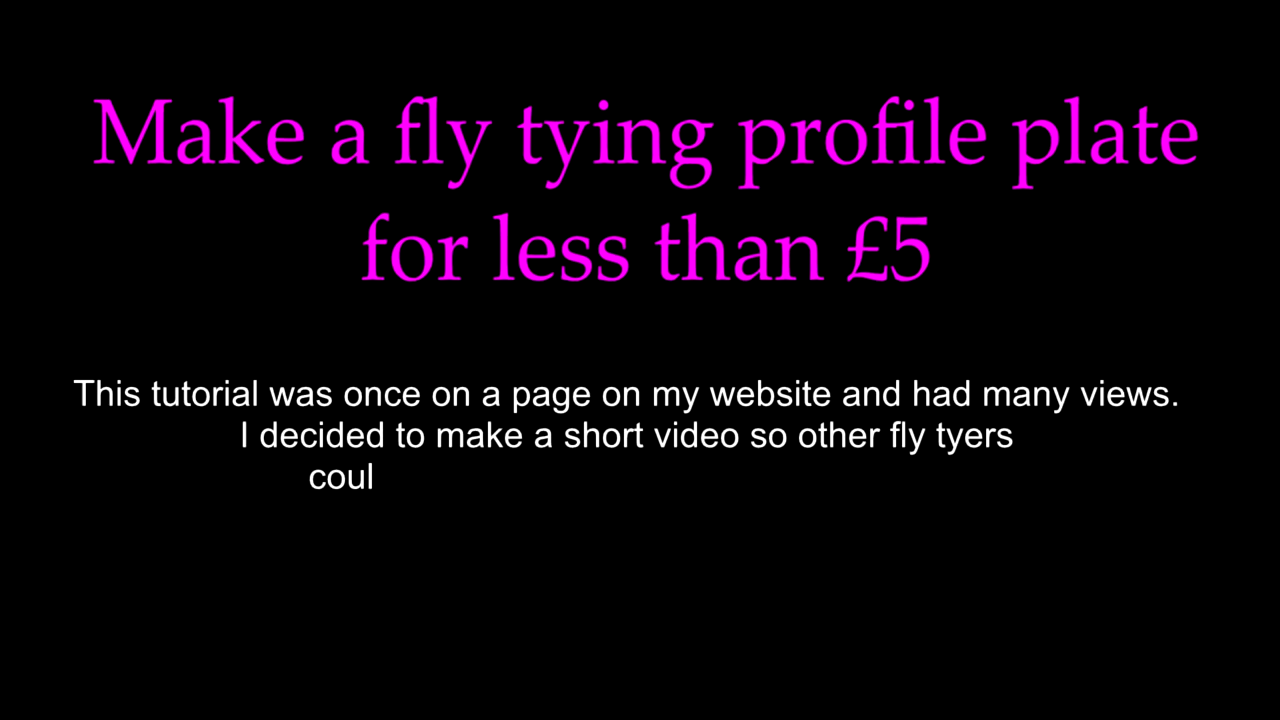 Make a fly tying profile plate
for less than £5
This tutorial was once on a page on my website and had many views.
I decided to make a short video so other fly tyers
coul